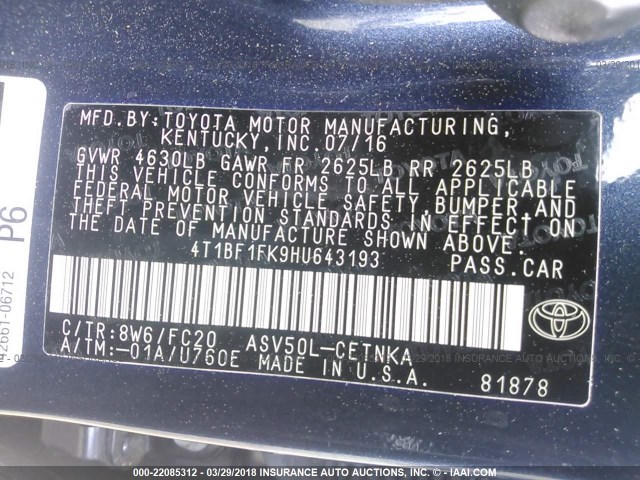 MFD.BY:TOYOTA MOTOR MANUFACTURING,
KENTUCKY,INC.07/16
GVWR 4630LB GAWR FR 2625LB RR 2625LB
THIS VEHICLE CONFORMS TO ALL APPLICABLE
FEDERAL MOTOR VEHICLE SAFETY,BUMPER,AND
THEFT PREVENTION STANDARDS IN EFFECT ON
THE DATE OF MANUFACTURE SHOWN ABOVE.
4T1BF1FK9HU643193 PASS.CAR
C/TR:8W6/FC20 ASV50L-CETNKA
A/TM:-01A/U760E MADE IN U.S.A.
81878
TOYOTA
P6
42661-06712
000-22085312 - 03/29/2018 INSURANCE AUTO AUCTIONS, INC. - © - IAAI.COM